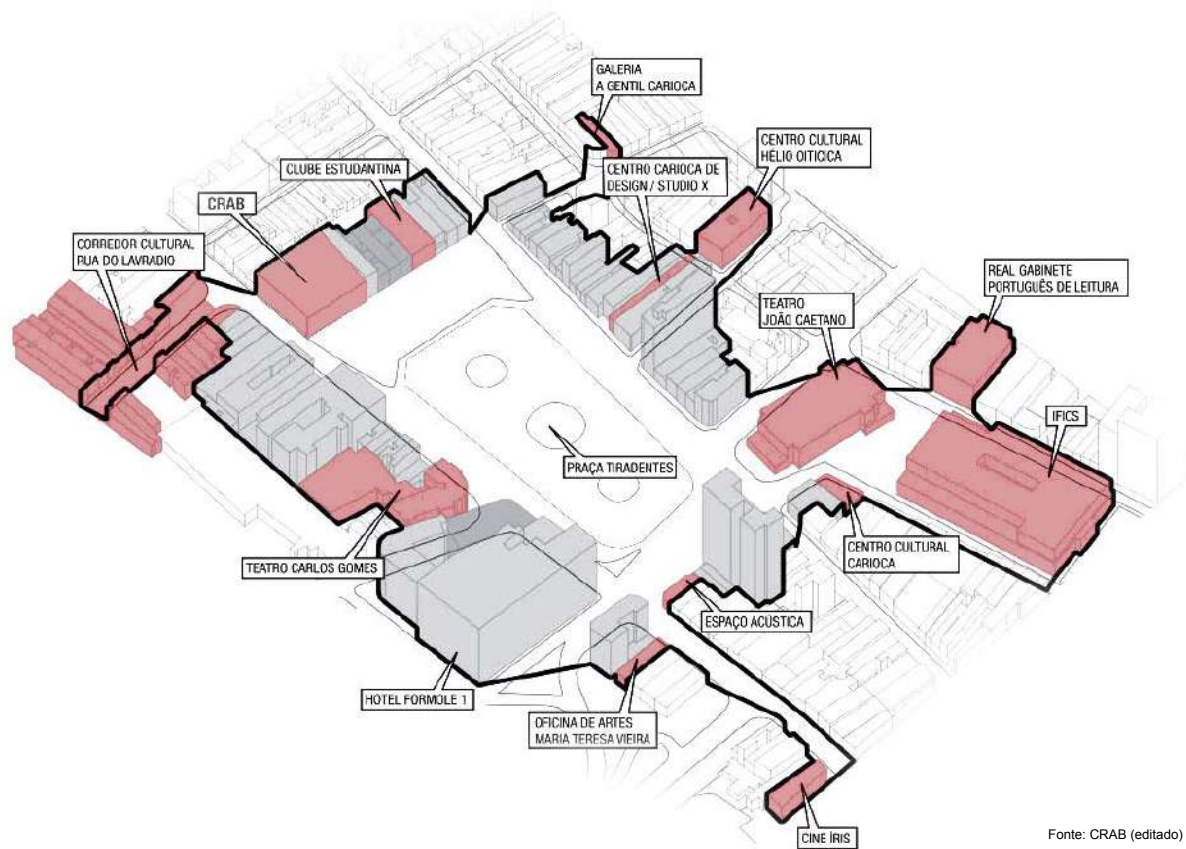 GALERIA
A GENTIL CARIOCA
CENTRO CULTURAL
HÉLIO OITICICA
CLUBE ESTUDANTINA
CENTRO CARIOCA DE
DESIGN / STUDIO X
CRAB
CORREDOR CULTURAL
RUA DO LAVRADIO
REAL GABINETE
PORTUGUÊS DE LEITURA
TEATRO
JOÃO CAETANO
IFICS
PRAÇA TIRADENTES
TEATRO CARLOS GOMES
CENTRO CULTURAL
CARIOCA
ESPAÇO ACÚSTICA
HOTEL FORMOLE 1
OFICINA DE ARTES
MARIA TERESA VIEIRA
CINE ÍRIS
Fonte: CRAB (editado)